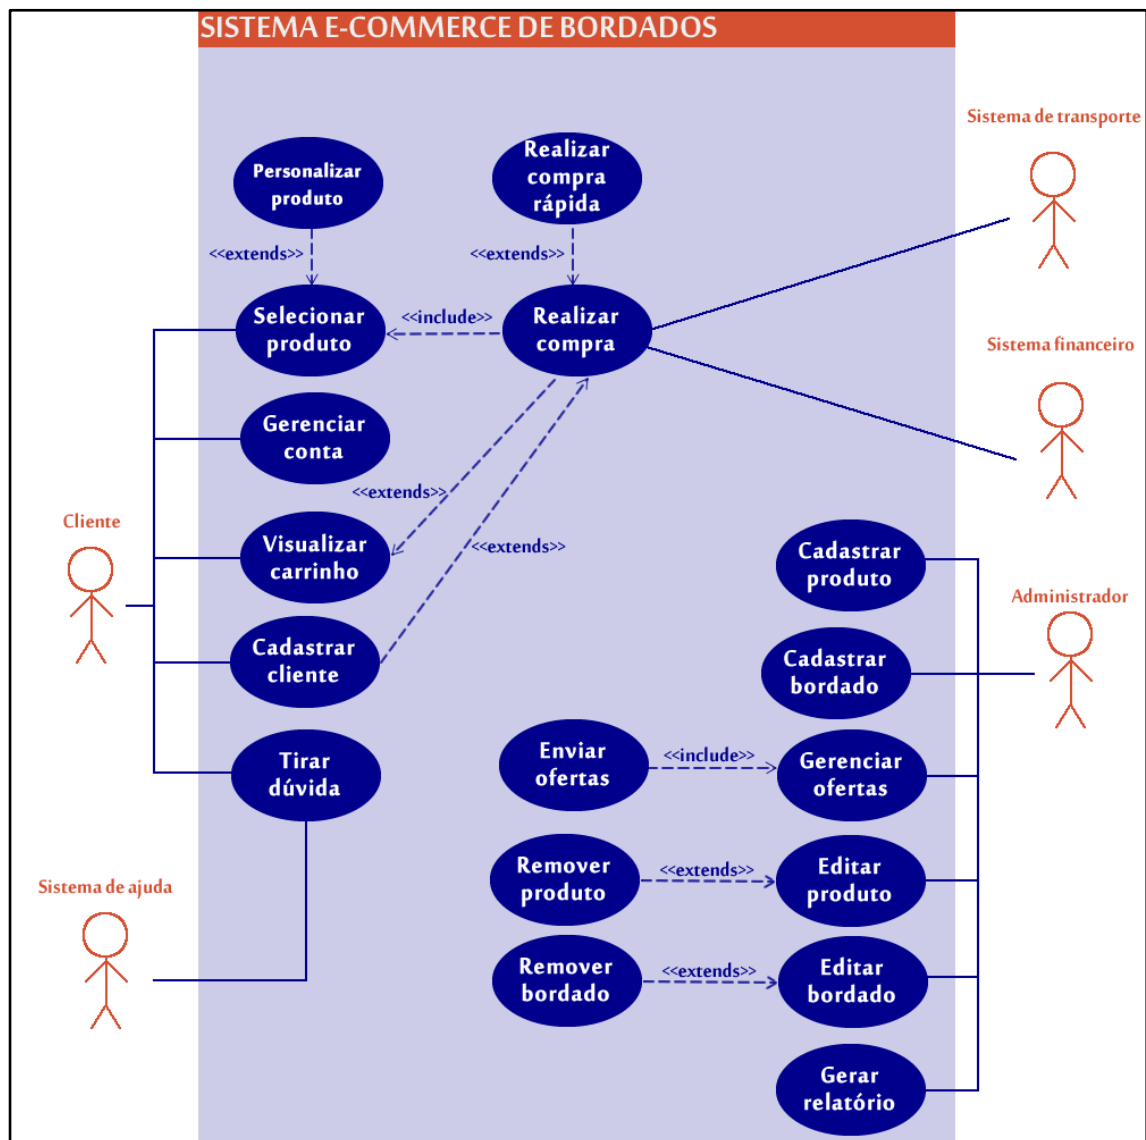 SISTEMA E-COMMERCE DE BORDADOS
Sistema de transporte
Personalizar
produto
Realizar
compra
rápida
<<extends>>
<<extends>>
Selecionar
produto
<<include>>
Realizar
compra
Sistema financeiro
Gerenciar
conta
<<extends>>
Cliente
Visualizar
carrinho
<<extends>>
Cadastrar
produto
Administrador
Cadastrar
cliente
Cadastrar
bordado
Tirar
dúvida
Enviar
ofertas
<<include>>
Gerenciar
ofertas
Sistema de ajuda
Remover
produto
<<extends>>
Editar
produto
Remover
bordado
<<extends>>
Editar
bordado
Gerar
relatório